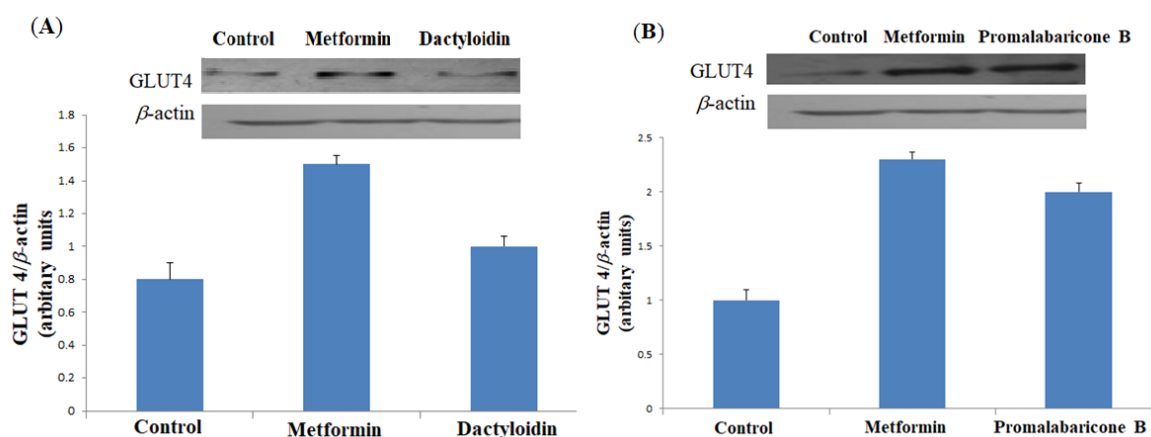 (A)
Control Metformin Dactyloidin
GLUT4
β-actin
1.8
1.6
1.4
1.2
1
0.8
0.6
0.4
0.2
0
GLUT 4/β-actin
(arbitary units
Control Metformin Dactyloidin
(B)
Control Metformin Promalabaricone B
GLUT4
β-actin
2.5
2
1.5
1
0.5
0
GLUT 4/β-actin
(arbitary units)
Control Metformin Promalabaricone B